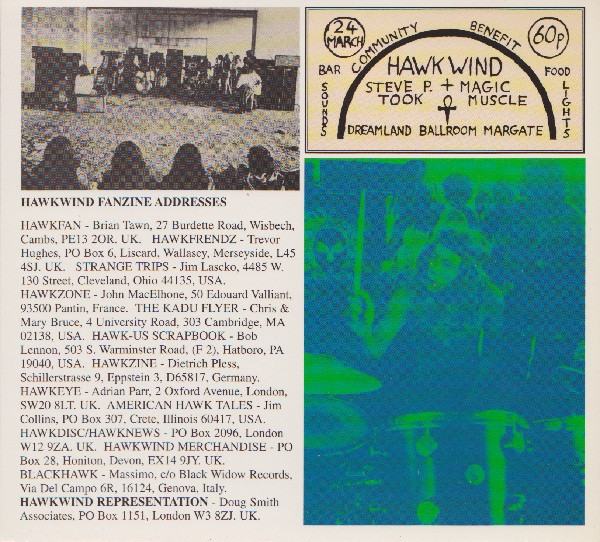 HAWKWIND FANZINE ADDRESSES
HAWKFAN - Brian Tawn, 27 Burdette Road, Wisbech,
Cambs, PE13 2OR. UK. HAWKFRENDZ - Trevor
Hughes, PO Box 6, Liscard, Wallasey, Merseyside, L45
4SJ. UK. STRANGE TRIPS - Jim Lascko, 4485 W.
130 Street, Cleveland, Ohio 44135, USA.
HAWKZONE - John MacElhone, 50 Edouard Valliant,
93500 Pantin, France. THE KADU FLYER - Chris &
Mary Bruce, 4 University Road, 303 Cambridge, MA
02138, USA. HAWK-US SCRAPBOOK - Bob
Lennon, 503 S. Warminster Road, (F 2), Hatboro, PA
19040, USA. HAWKZINE - Dietrich Pless,
Schillerstrasse 9, Eppstein 3, D65817, Germany.
HAWKEYE - Adrian Parr, 2 Oxford Avenue, London,
SW20 8LT. UK. AMERICAN HAWK TALES - Jim
Collins, PO Box 307, Crete, Illinois 60417, USA.
HAWKDISC/HAWKNEWS - PO Box 2096, London
W12 9ZA. UK. HAWKWIND MERCHANDISE - PO
Box 28, Honiton, Devon, EX14 9JY. UK.
BLACKHAWK - Massimo, c/o Black Widow Records,
Via Del Campo 6R, 16124, Genova, Italy.
HAWKWIND REPRESENTATION - Doug Smith
Associates, PO Box 1151, London W3 8ZJ. UK.
24
MARCH
COMMUNITY BENEFIT
60p
BAR
SOUNDS
HAWKWIND
STEVE P. + MAGIC
TOOK MUSCLE
DREAMLAND BALLROOM MARGATE
FOOD
LIGHTS